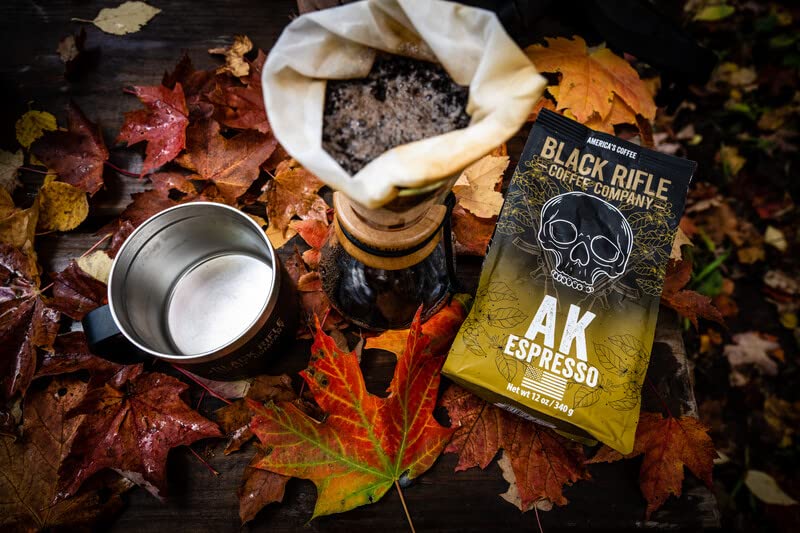 AMERICA'S COFFEE
BLACK RIFLE
COFFEE COMPANY
AK
ESPRESSO
Net wt 12 oz / 340 g